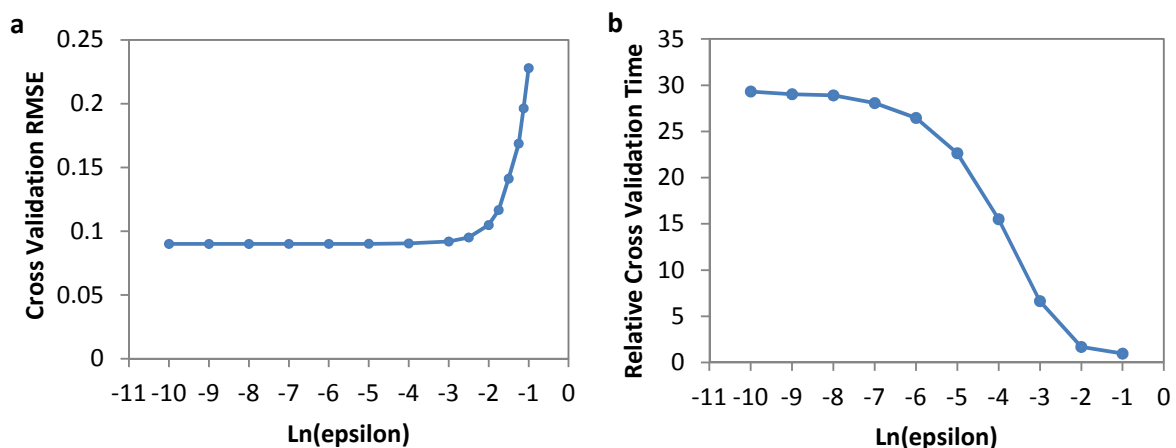 a
Cross Validation RMSE
0.25
0.2
0.15
0.1
0.05
0
-11 -10 -9 -8 -7 -6 -5 -4 -3 -2 -1 0
Ln(epsilon)
b
Relative Cross Validation Time
35
30
25
20
15
10
5
0
-11 -10 -9 -8 -7 -6 -5 -4 -3 -2 -1 0
Ln(epsilon)